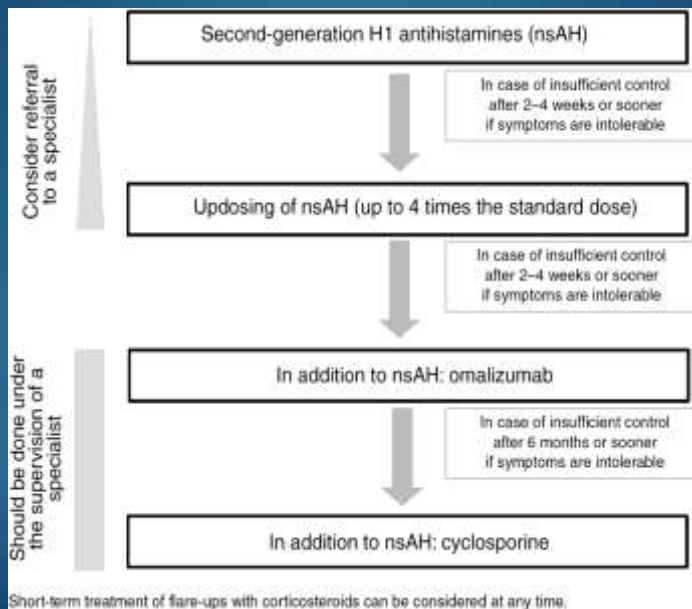 Second-generation H1 antihistamines (nsAH)
In case of insufficient control
after 2–4 weeks or sooner
if symptoms are intolerable
Consider referral
to a specialist
Updosing of nsAH (up to 4 times the standard dose)
In case of insufficient control
after 2–4 weeks or sooner
if symptoms are intolerable
In addition to nsAH: omalizumab
Should be done under
the supervision of a
specialist
In case of insufficient control
after 6 months or sooner
if symptoms are intolerable
In addition to nsAH: cyclosporine
Short-term treatment of flare-ups with corticosteroids can be considered at any time.